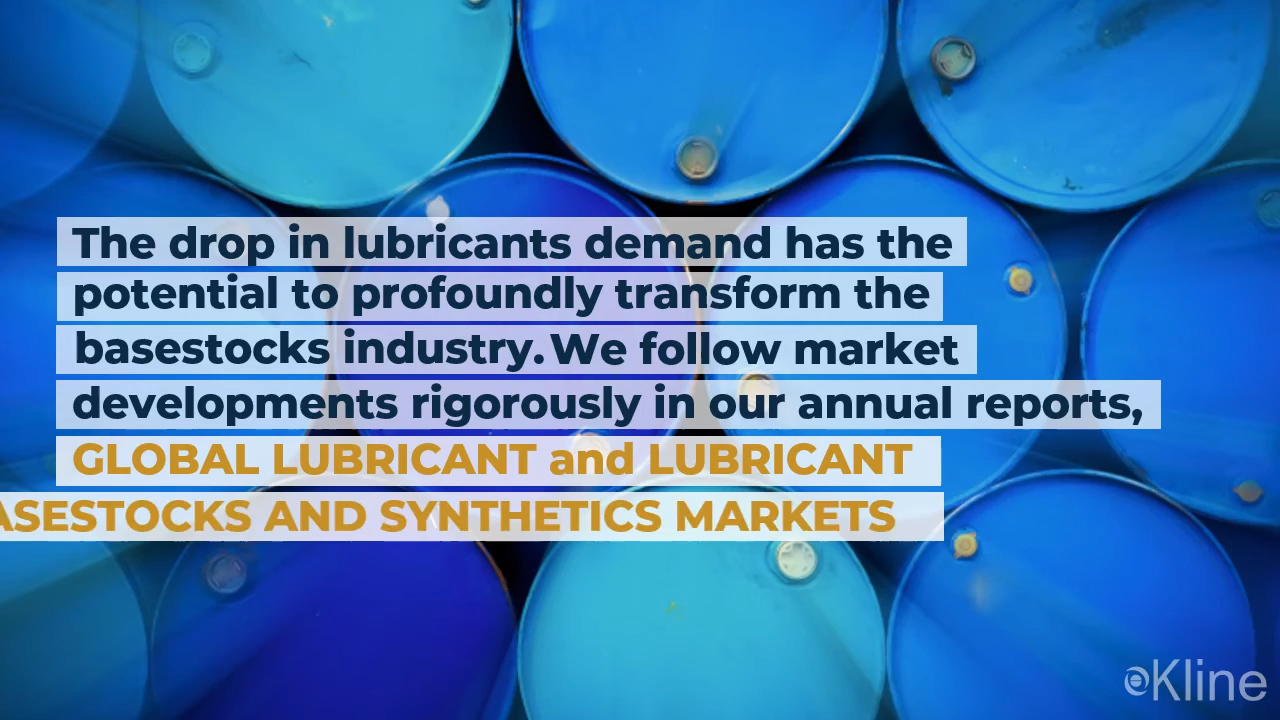 The drop in lubricants demand has the
potential to profoundly transform the
basestocks industry. We follow market
developments rigorously in our annual reports,
GLOBAL LUBRICANT and LUBRICANT
ASESTOCKS AND SYNTHETICS MARKETS
Kline